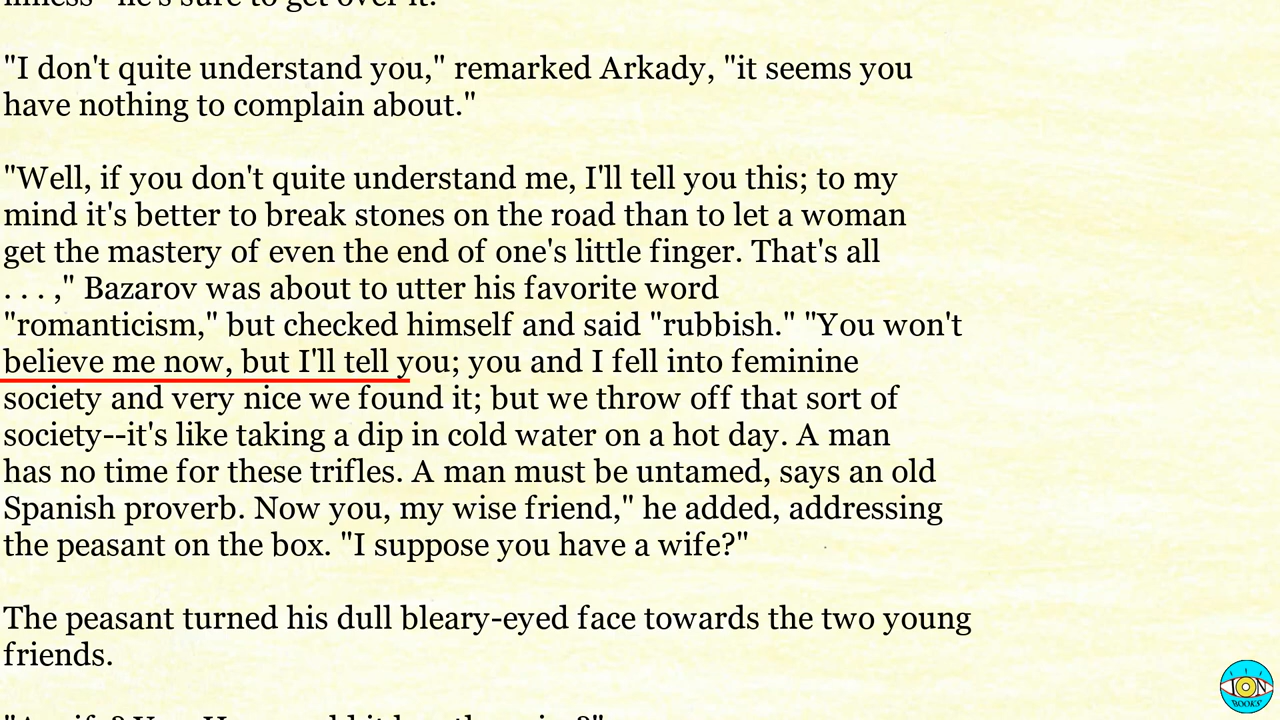 "I don't quite understand you," remarked Arkady, "it seems you
have nothing to complain about."
"Well, if you don't quite understand me, I'll tell you this; to my
mind it's better to break stones on the road than to let a woman
get the mastery of even the end of one's little finger. That's all
. . . ," Bazarov was about to utter his favorite word
"romanticism," but checked himself and said "rubbish." "You won't
believe me now, but I'll tell you; you and I fell into feminine
society and very nice we found it; but we throw off that sort of
society--it's like taking a dip in cold water on a hot day. A man
has no time for these trifles. A man must be untamed, says an old
Spanish proverb. Now you, my wise friend," he added, addressing
the peasant on the box. "I suppose you have a wife?"
The peasant turned his dull bleary-eyed face towards the two young
friends.
ION
BOOKS